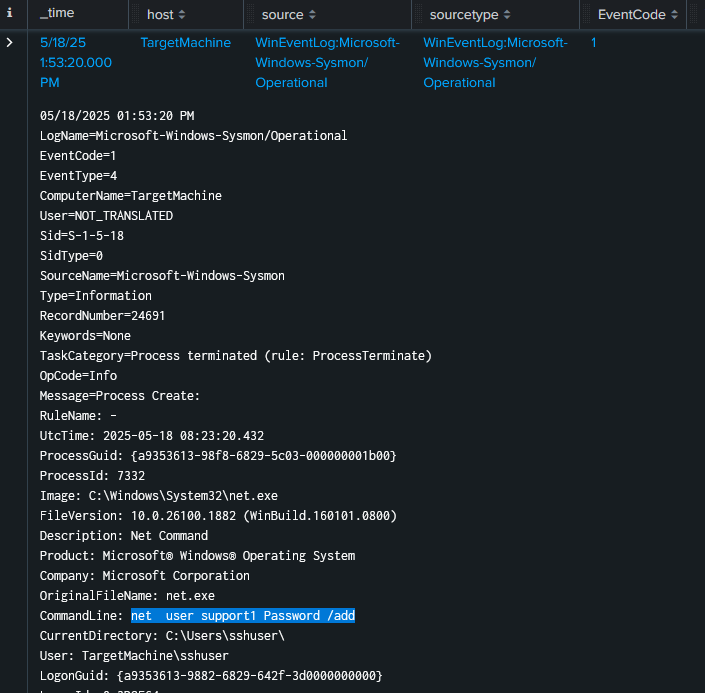 i _time host source sourcetype EventCode
5/18/25 TargetMachine WinEventLog:Microsoft- WinEventLog:Microsoft- 1
1:53:20.000 Windows-Sysmon/ Windows-Sysmon/
PM Operational Operational
05/18/2025 01:53:20 PM
LogName=Microsoft-Windows-Sysmon/Operational
EventCode=1
EventType=4
ComputerName=TargetMachine
User=NOT_TRANSLATED
Sid=S-1-5-18
SidType=0
SourceName=Microsoft-Windows-Sysmon
Type=Information
RecordNumber=24691
Keywords=None
TaskCategory=Process terminated (rule: ProcessTerminate)
OpCode=Info
Message=Process Create:
RuleName: -
UtcTime: 2025-05-18 08:23:20.432
ProcessGuid: {a9353613-98f8-6829-5c03-000000001b00}
ProcessId: 7332
Image: C:\Windows\System32\net.exe
FileVersion: 10.0.26100.1882 (WinBuild.160101.0800)
Description: Net Command
Product: Microsoft® Windows® Operating System
Company: Microsoft Corporation
OriginalFileName: net.exe
CommandLine: net  user support1 Password /add
CurrentDirectory: C:\Users\sshuser\
User: TargetMachine\sshuser
LogonGuid: {a9353613-9882-6829-642f-3d0000000000}